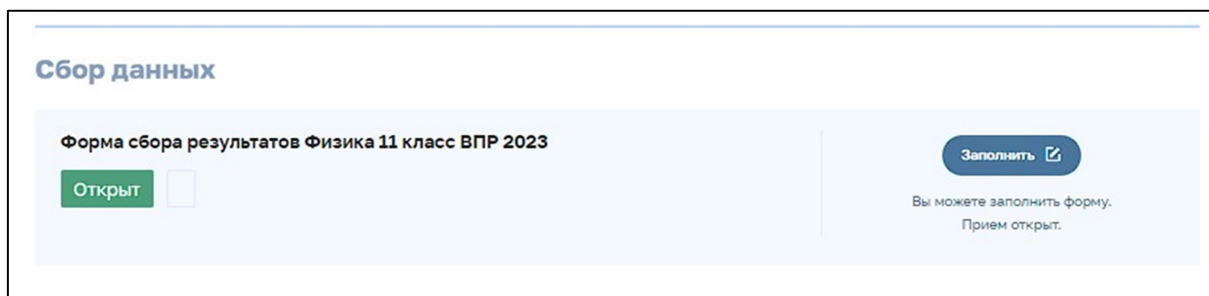 Сбор данных
Форма сбора результатов Физика 11 класс ВПР 2023
Открыт
Заполнить
Вы можете заполнить форму.
Прием открыт.